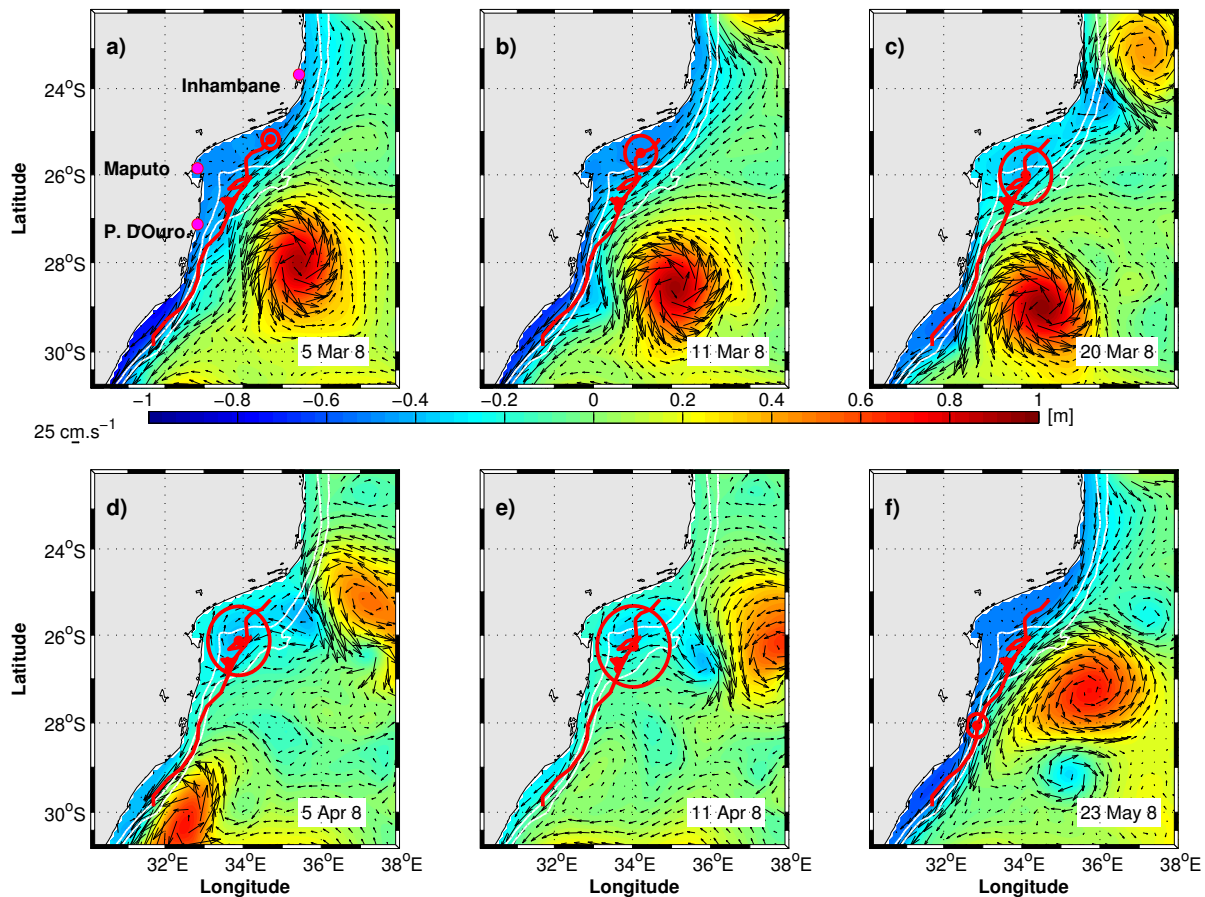 a)
b)
c)
Inhambane
Maputo
P. D'Ouro
24°S
26°S
28°S
30°S
Latitude
5 Mar 8
11 Mar 8
20 Mar 8
−1 −0.8 −0.6 −0.4 −0.2 0 0.2 0.4 0.6 0.8 1
[m]
25 cm.s−1
d)
e)
f)
24°S
26°S
28°S
30°S
Latitude
5 Apr 8
11 Apr 8
23 May 8
32°E 34°E 36°E 38°E
32°E 34°E 36°E 38°E
32°E 34°E 36°E 38°E
Longitude
Longitude
Longitude